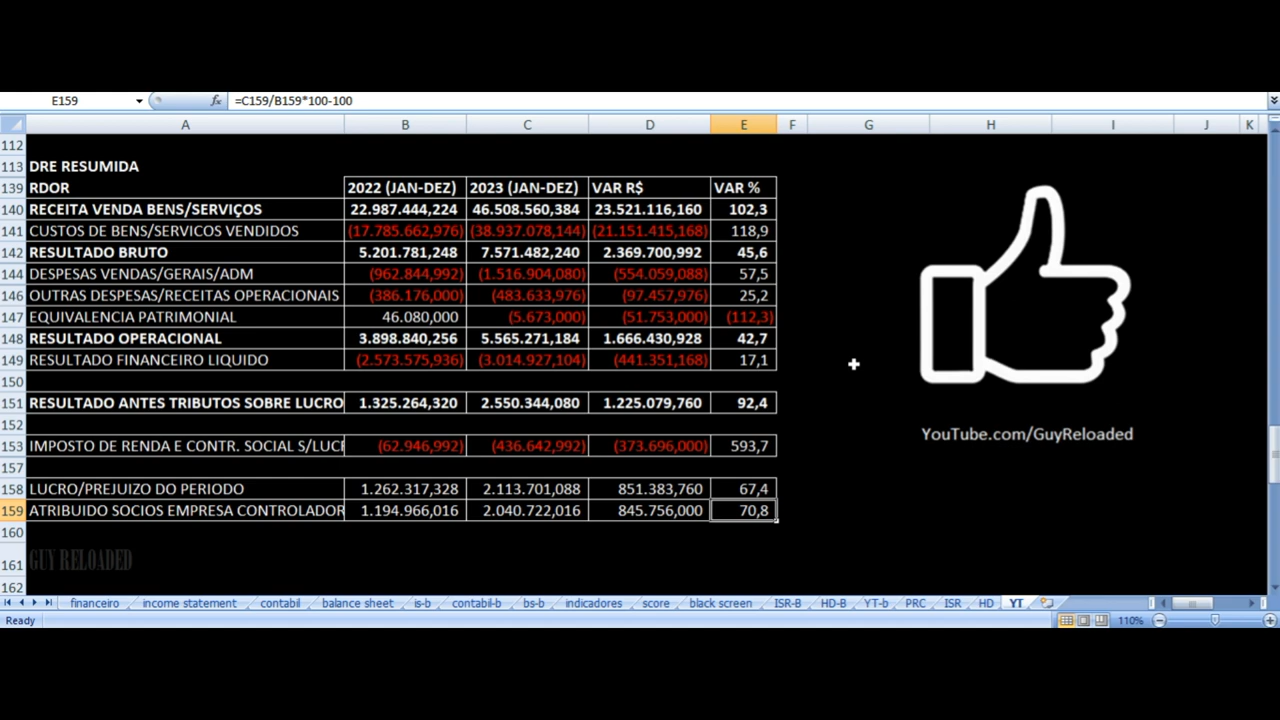 E159 fx =C159/B159*100-100
A B C D E F G H I J K
112
113 DRE RESUMIDA
139 RDOR 2022 (JAN-DEZ) 2023 (JAN-DEZ) VAR R$ VAR %
140 RECEITA VENDA BENS/SERVIÇOS 22.987.444,224 46.508.560,384 23.521.116,160 102,3
141 CUSTOS DE BENS/SERVICOS VENDIDOS (17.785.662,976) (38.937.078,144) (21.151.415,168) 118,9
142 RESULTADO BRUTO 5.201.781,248 7.571.482,240 2.369.700,992 45,6
144 DESPESAS VENDAS/GERAIS/ADM (962.844,992) (1.516.904,080) (554.059,088) 57,5
146 OUTRAS DESPESAS/RECEITAS OPERACIONAIS (386.176,000) (483.633,976) (97.457,976) 25,2
147 EQUIVALENCIA PATRIMONIAL 46.080,000 (5.673,000) (51.753,000) (112,3)
148 RESULTADO OPERACIONAL 3.898.840,256 5.565.271,184 1.666.430,928 42,7
149 RESULTADO FINANCEIRO LIQUIDO (2.573.575,936) (3.014.927,104) (441.351,168) 17,1
150
151 RESULTADO ANTES TRIBUTOS SOBRE LUCRO 1.325.264,320 2.550.344,080 1.225.079,760 92,4
152
153 IMPOSTO DE RENDA E CONTR. SOCIAL S/LUCR (62.946,992) (436.642,992) (373.696,000) 593,7
157
158 LUCRO/PREJUIZO DO PERIODO 1.262.317,328 2.113.701,088 851.383,760 67,4
159 ATRIBUIDO SOCIOS EMPRESA CONTROLADOR 1.194.966,016 2.040.722,016 845.756,000 70,8
160
161 GUY RELOADED
162
YouTube.com/GuyReloaded
financeiro income statement contabil balance sheet is-b contabil-b bs-b indicadores score black screen ISR-B HD-B YT-b PRC ISR HD YT
Ready 110%